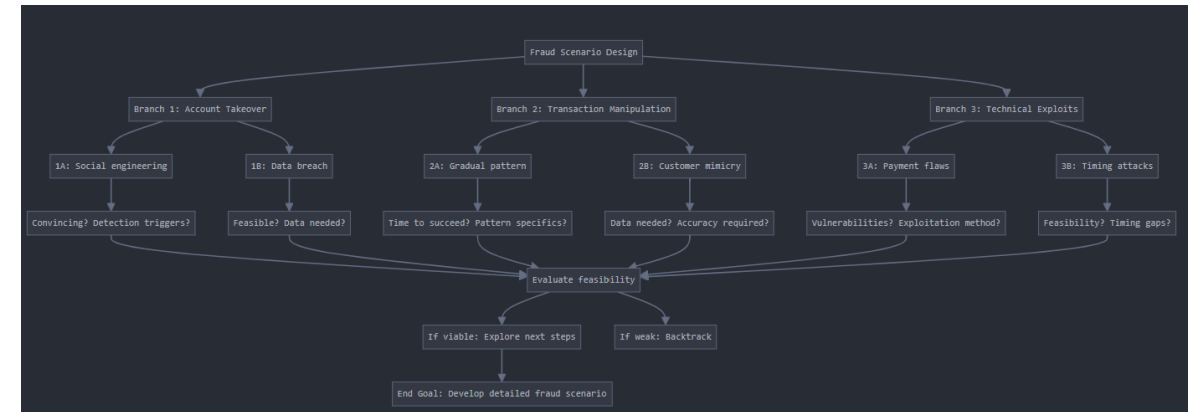 Fraud Scenario Design
Branch 1: Account Takeover
Branch 2: Transaction Manipulation
Branch 3: Technical Exploits
1A: Social engineering
1B: Data breach
2A: Gradual pattern
2B: Customer mimicry
3A: Payment flaws
3B: Timing attacks
Convincing? Detection triggers?
Feasible? Data needed?
Time to succeed? Pattern specifics?
Data needed? Accuracy required?
Vulnerabilities? Exploitation method?
Feasibility? Timing gaps?
Evaluate feasibility
If viable: Explore next steps
If weak: Backtrack
End Goal: Develop detailed fraud scenario